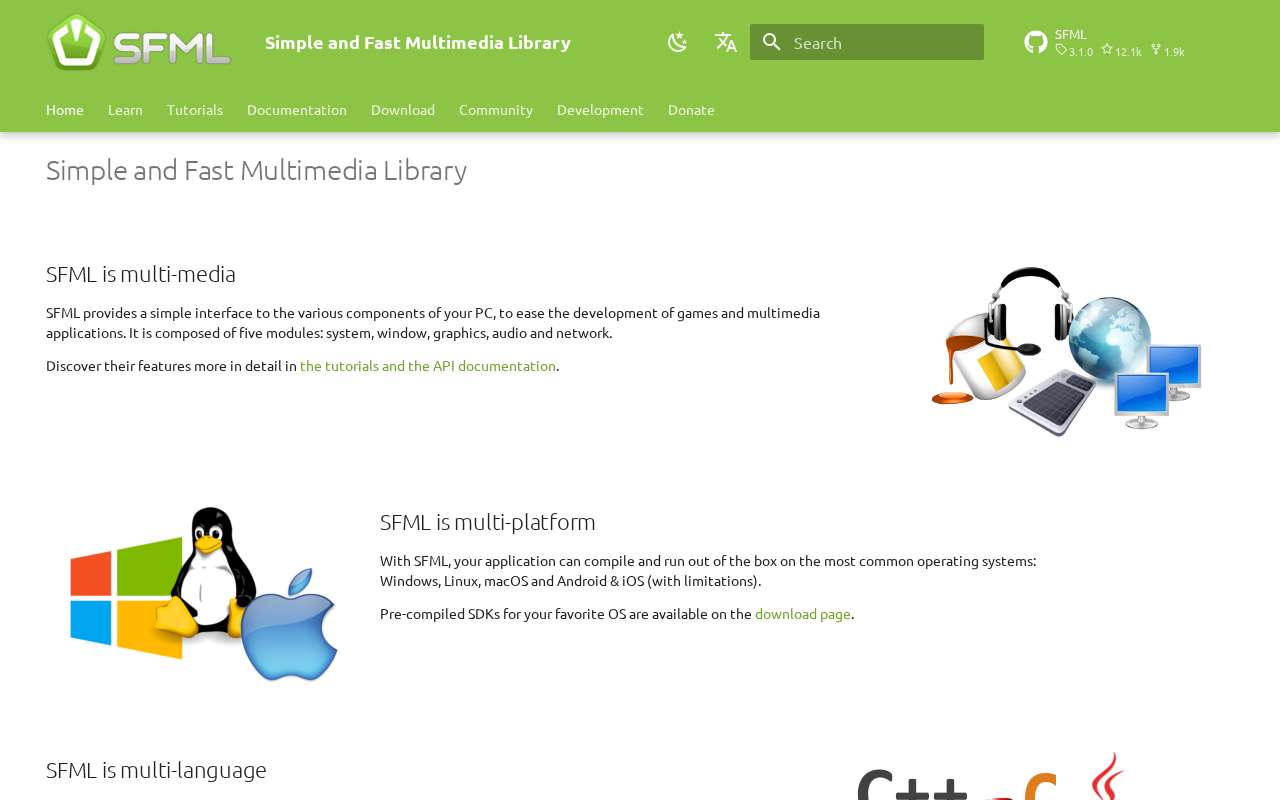 SFML
Simple and Fast Multimedia Library
Search
SFML
3.1.0 12.1k 1.9k
Home Learn Tutorials Documentation Download Community Development Donate
Simple and Fast Multimedia Library
SFML is multi-media
SFML provides a simple interface to the various components of your PC, to ease the development of games and multimedia
applications. It is composed of five modules: system, window, graphics, audio and network.
Discover their features more in detail in the tutorials and the API documentation.
SFML is multi-platform
With SFML, your application can compile and run out of the box on the most common operating systems:
Windows, Linux, macOS and Android & iOS (with limitations).
Pre-compiled SDKs for your favorite OS are available on the download page.
SFML is multi-language
C++
C